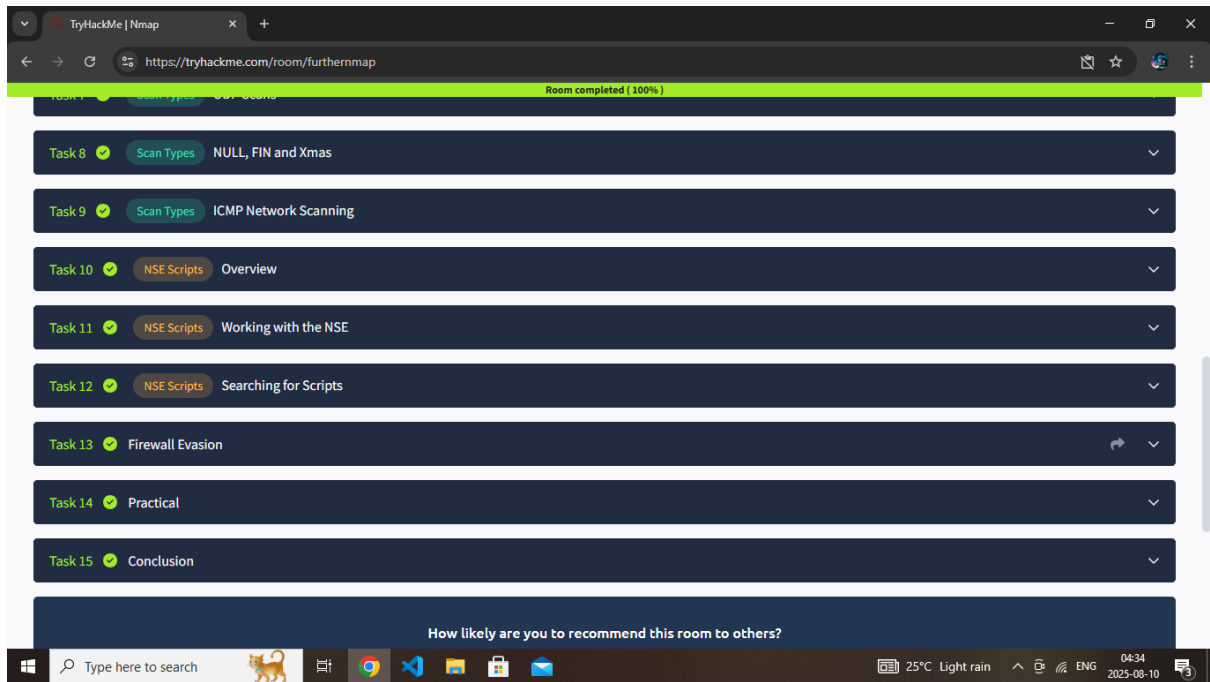 TryHackMe | Nmap
https://tryhackme.com/room/furthernmap
Room completed ( 100% )
Task 8 Scan Types NULL, FIN and Xmas
Task 9 Scan Types ICMP Network Scanning
Task 10 NSE Scripts Overview
Task 11 NSE Scripts Working with the NSE
Task 12 NSE Scripts Searching for Scripts
Task 13 Firewall Evasion
Task 14 Practical
Task 15 Conclusion
How likely are you to recommend this room to others?
Type here to search
25°C Light rain
ENG
04:34
2025-08-10
3